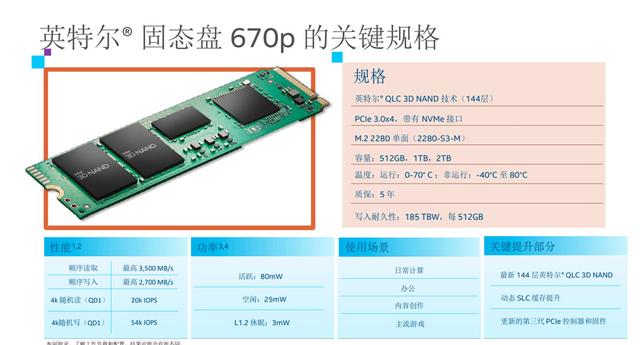 英特尔® 固态盘 670p 的关键规格
intel
3D NAND
intel
3D NAND
规格
英特尔® QLC 3D NAND 技术（144层）
PCIe 3.0x4，带有 NVMe 接口
M.2 2280 单面（2280-S3-M）
容量：512GB，1TB，2TB
温度：运行：0-70°C；非运行：-40°C 至 80°C
质保：5 年
写入耐久性：185 TBW，每 512GB
性能1,2
顺序读取 最高 3,500 MB/s
顺序写入 最高 2,700 MB/s
4k 随机读（QD1） 20k IOPS
4k 随机写（QD1） 54k IOPS
功率3,4
活跃：80mW
空闲：25mW
L1.2 休眠：3mW
使用场景
日常计算
办公
内容创作
主流游戏
关键提升部分
最新 144 层英特尔® QLC 3D NAND
动态 SLC 缓存提升
更新的第三代 PCIe 控制器和固件